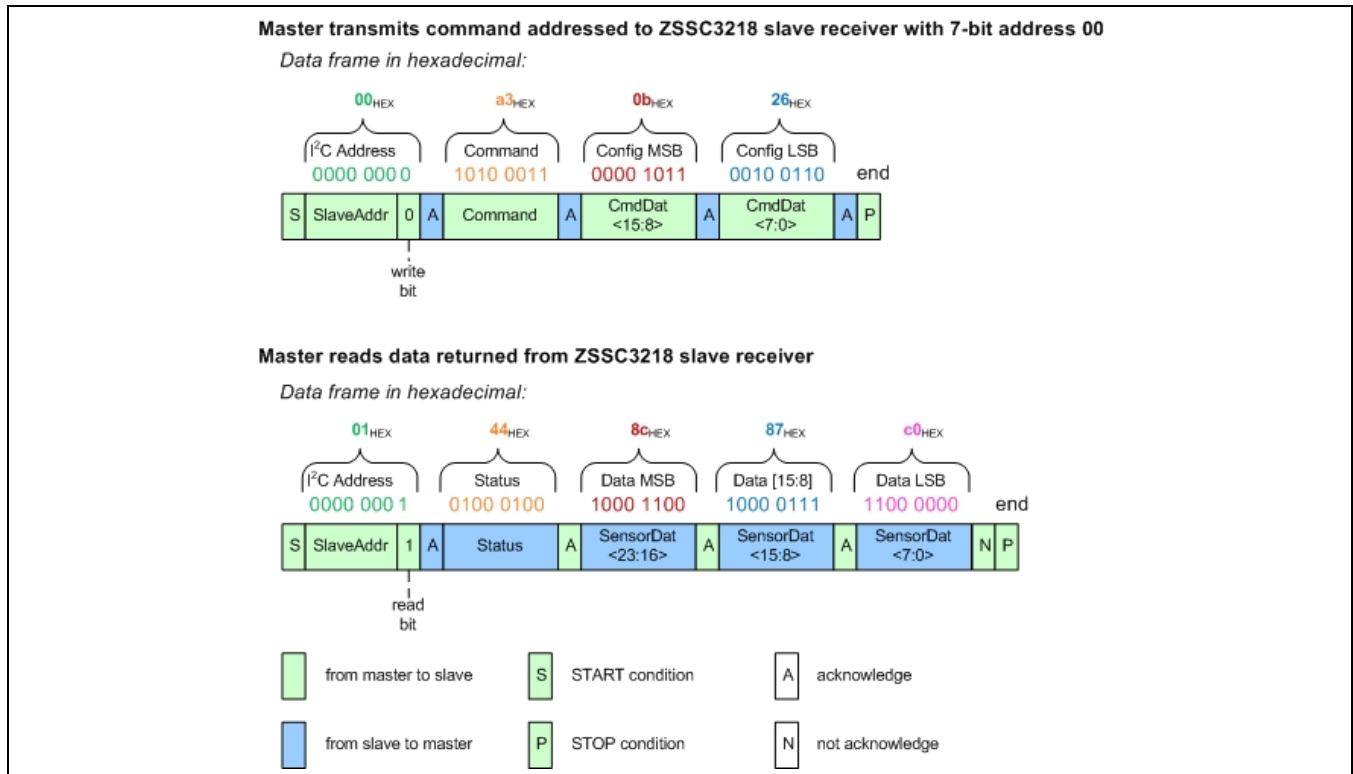 Master transmits command addressed to ZSSC3218 slave receiver with 7-bit address 00
Data frame in hexadecimal:
00HEX a3HEX 0bHEX 26HEX
I²C Address Command Config MSB Config LSB
0000 000 0 1010 0011 0000 1011 0010 0110 end
S SlaveAddr 0 A Command A CmdDat <15:8> A CmdDat <7:0> A P
write
bit
Master reads data returned from ZSSC3218 slave receiver
Data frame in hexadecimal:
01HEX 44HEX 8cHEX 87HEX c0HEX
I²C Address Status Data MSB Data [15:8] Data LSB
0000 000 1 0100 0100 1000 1100 1000 0111 1100 0000 end
S SlaveAddr 1 A Status A SensorDat <23:16> A SensorDat <15:8> A SensorDat <7:0> N P
read
bit
from master to slave S START condition A acknowledge
from slave to master P STOP condition N not acknowledge